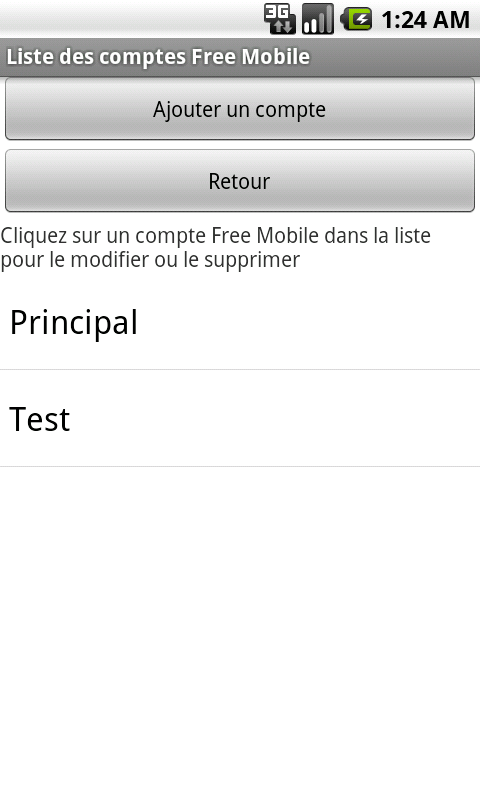 3G 1:24 AM
Liste des comptes Free Mobile
Ajouter un compte
Retour
Cliquez sur un compte Free Mobile dans la liste
pour le modifier ou le supprimer
Principal
Test